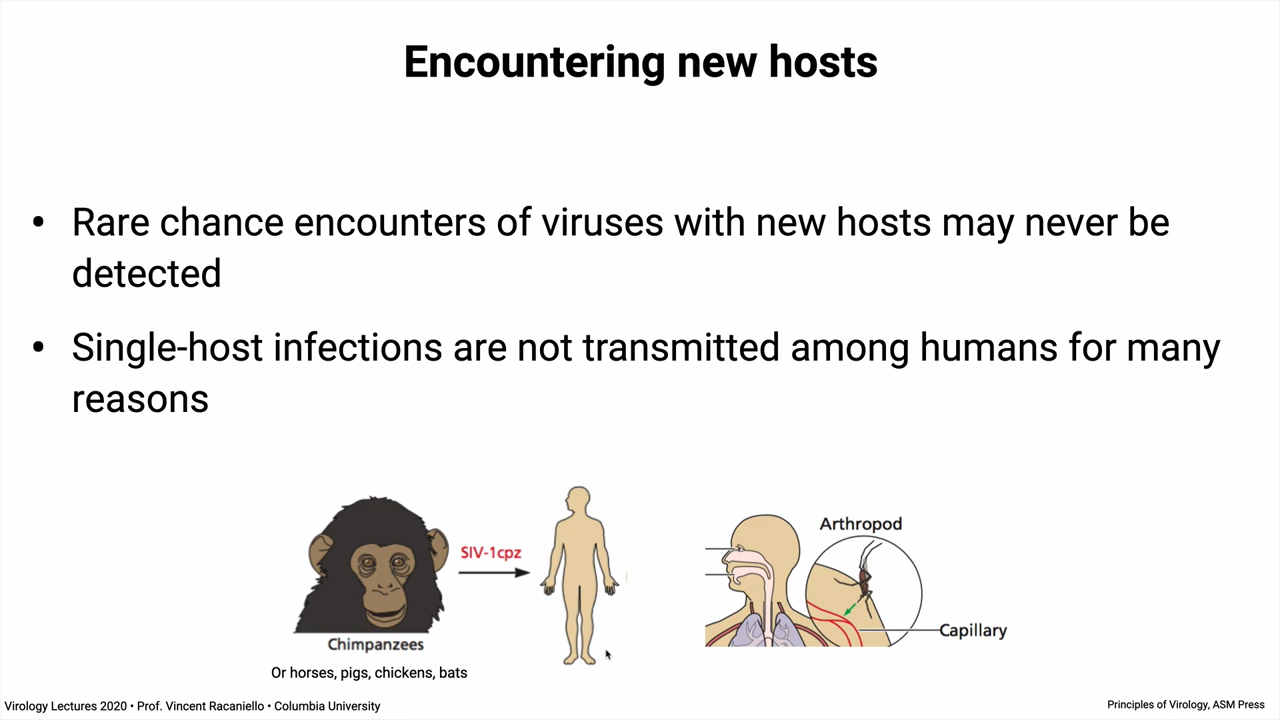 Encountering new hosts
• Rare chance encounters of viruses with new hosts may never be
detected
• Single-host infections are not transmitted among humans for many
reasons
SIV-1cpz
Chimpanzees
Or horses, pigs, chickens, bats
Arthropod
Capillary
Virology Lectures 2020 • Prof. Vincent Racaniello • Columbia University
Principles of Virology, ASM Press